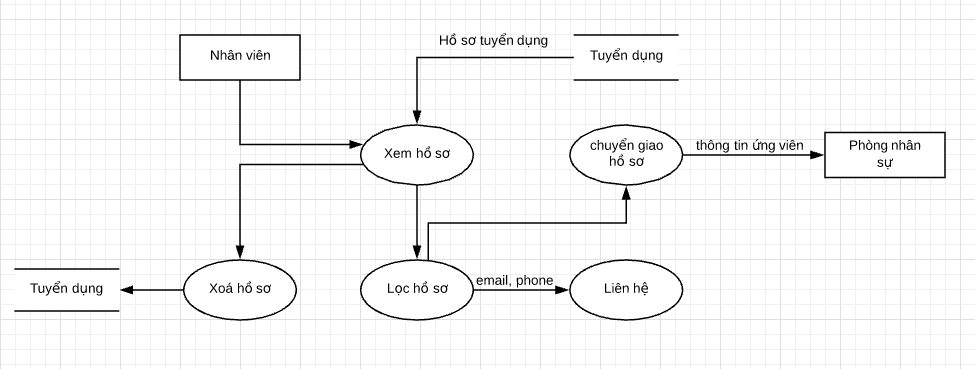 Hồ sơ tuyển dụng
Nhân viên
Tuyển dụng
Xem hồ sơ
chuyển giao
hồ sơ
thông tin ứng viên
Phòng nhân
sự
Tuyển dụng
Xoá hồ sơ
Lọc hồ sơ
email, phone
Liên hệ